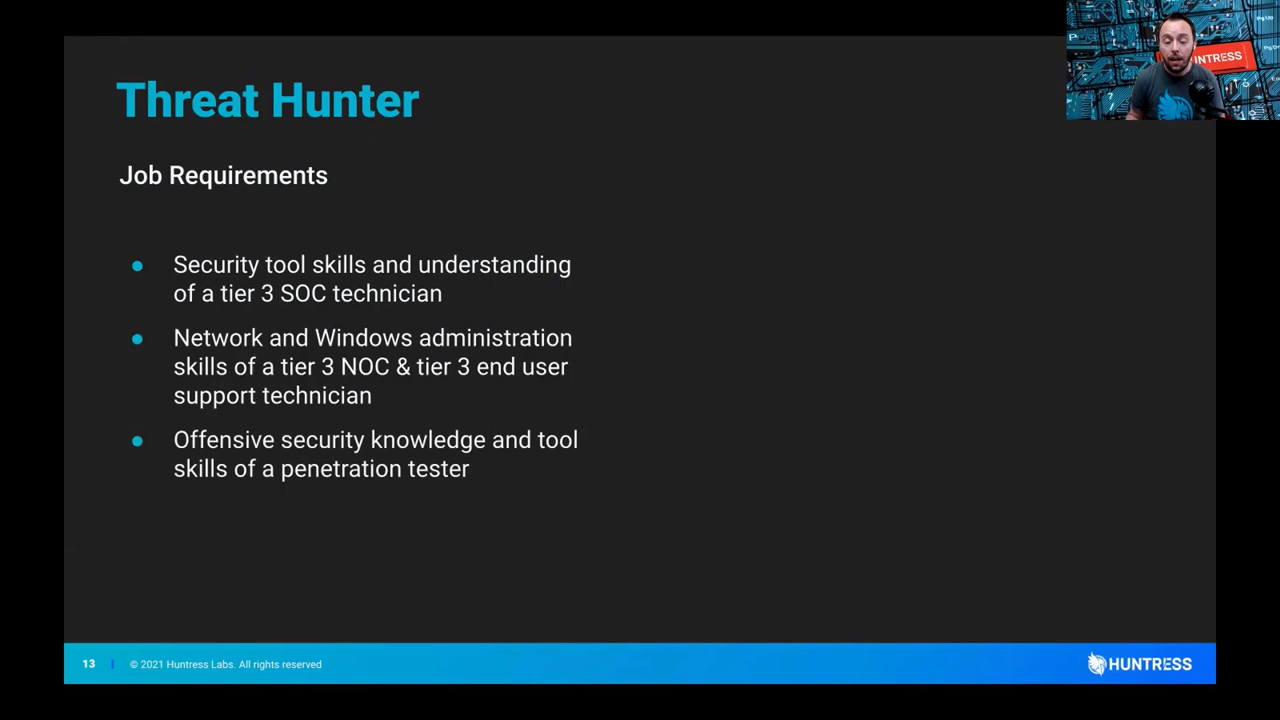 Threat Hunter
Job Requirements
Security tool skills and understanding
of a tier 3 SOC technician
Network and Windows administration
skills of a tier 3 NOC & tier 3 end user
support technician
Offensive security knowledge and tool
skills of a penetration tester
13 | © 2021 Huntress Labs. All rights reserved
HUNTRESS